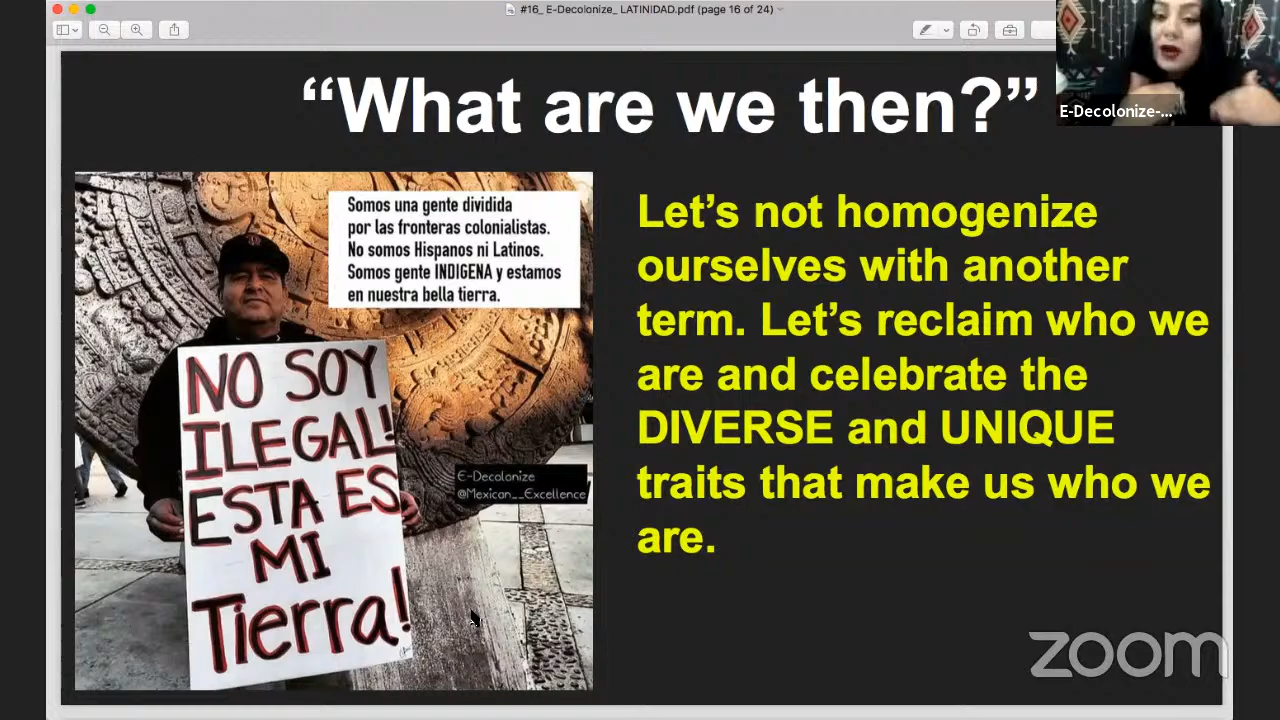 #16_ E-Decolonize_ LATINIDAD.pdf (page 16 of 24)
“What are we then?”
E-Decolonize-...
Somos una gente dividida
por las fronteras colonialistas.
No somos Hispanos ni Latinos.
Somos gente INDIGENA y estamos
en nuestra bella tierra.
NO SOY
ILEGAL!
ESTA ES
MI
Tierra!
E-Decolonize
@Mexican__Excellence
Let’s not homogenize
ourselves with another
term. Let’s reclaim who we
are and celebrate the
DIVERSE and UNIQUE
traits that make us who we
are.
zoom